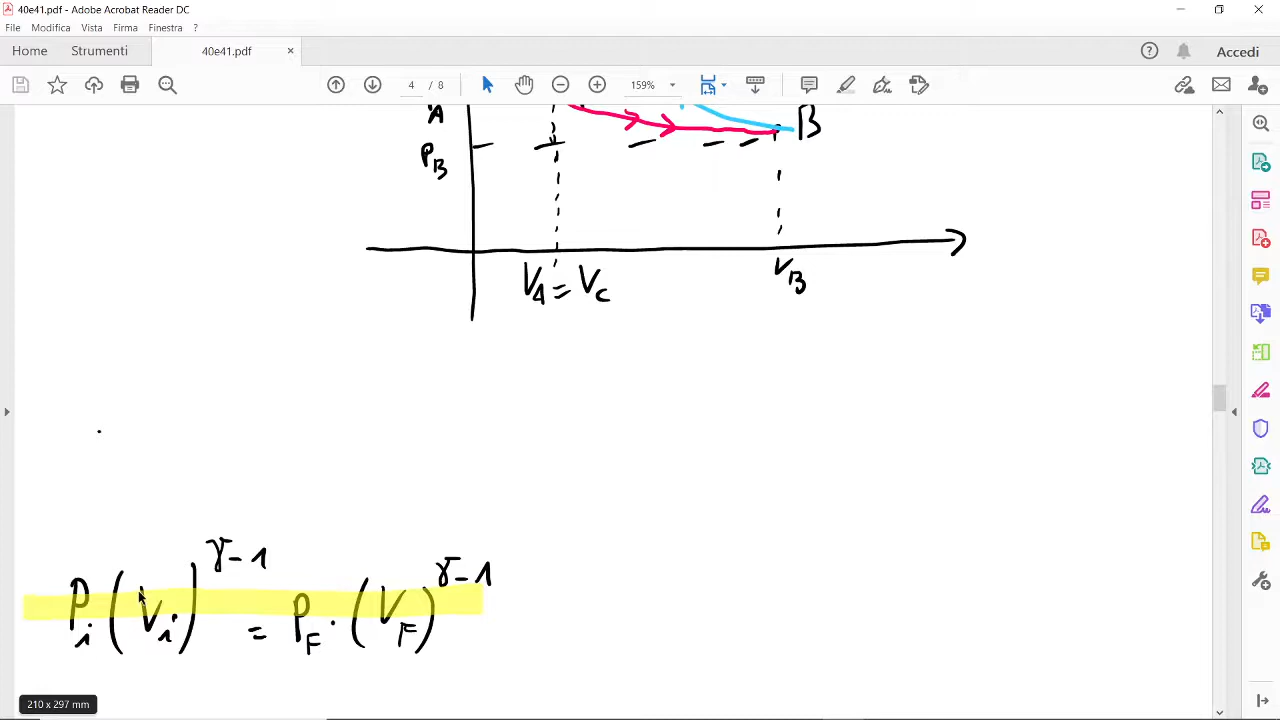 40e41.pdf - Adobe Acrobat Reader DC
File Modifica Vista Firma Finestra ?
Home Strumenti 40e41.pdf × Accedi
4 / 8 159%
A B
P_B
V_A = V_C V_B
P_i (V_i)^{γ-1} = P_F · (V_F)^{γ-1}
210 x 297 mm